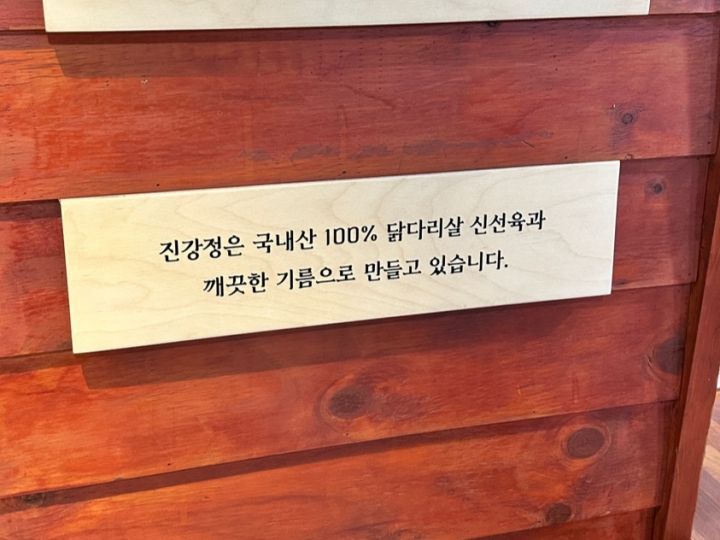 진강정은 국내산 100% 닭다리살 신선육과
깨끗한 기름으로 만들고 있습니다.